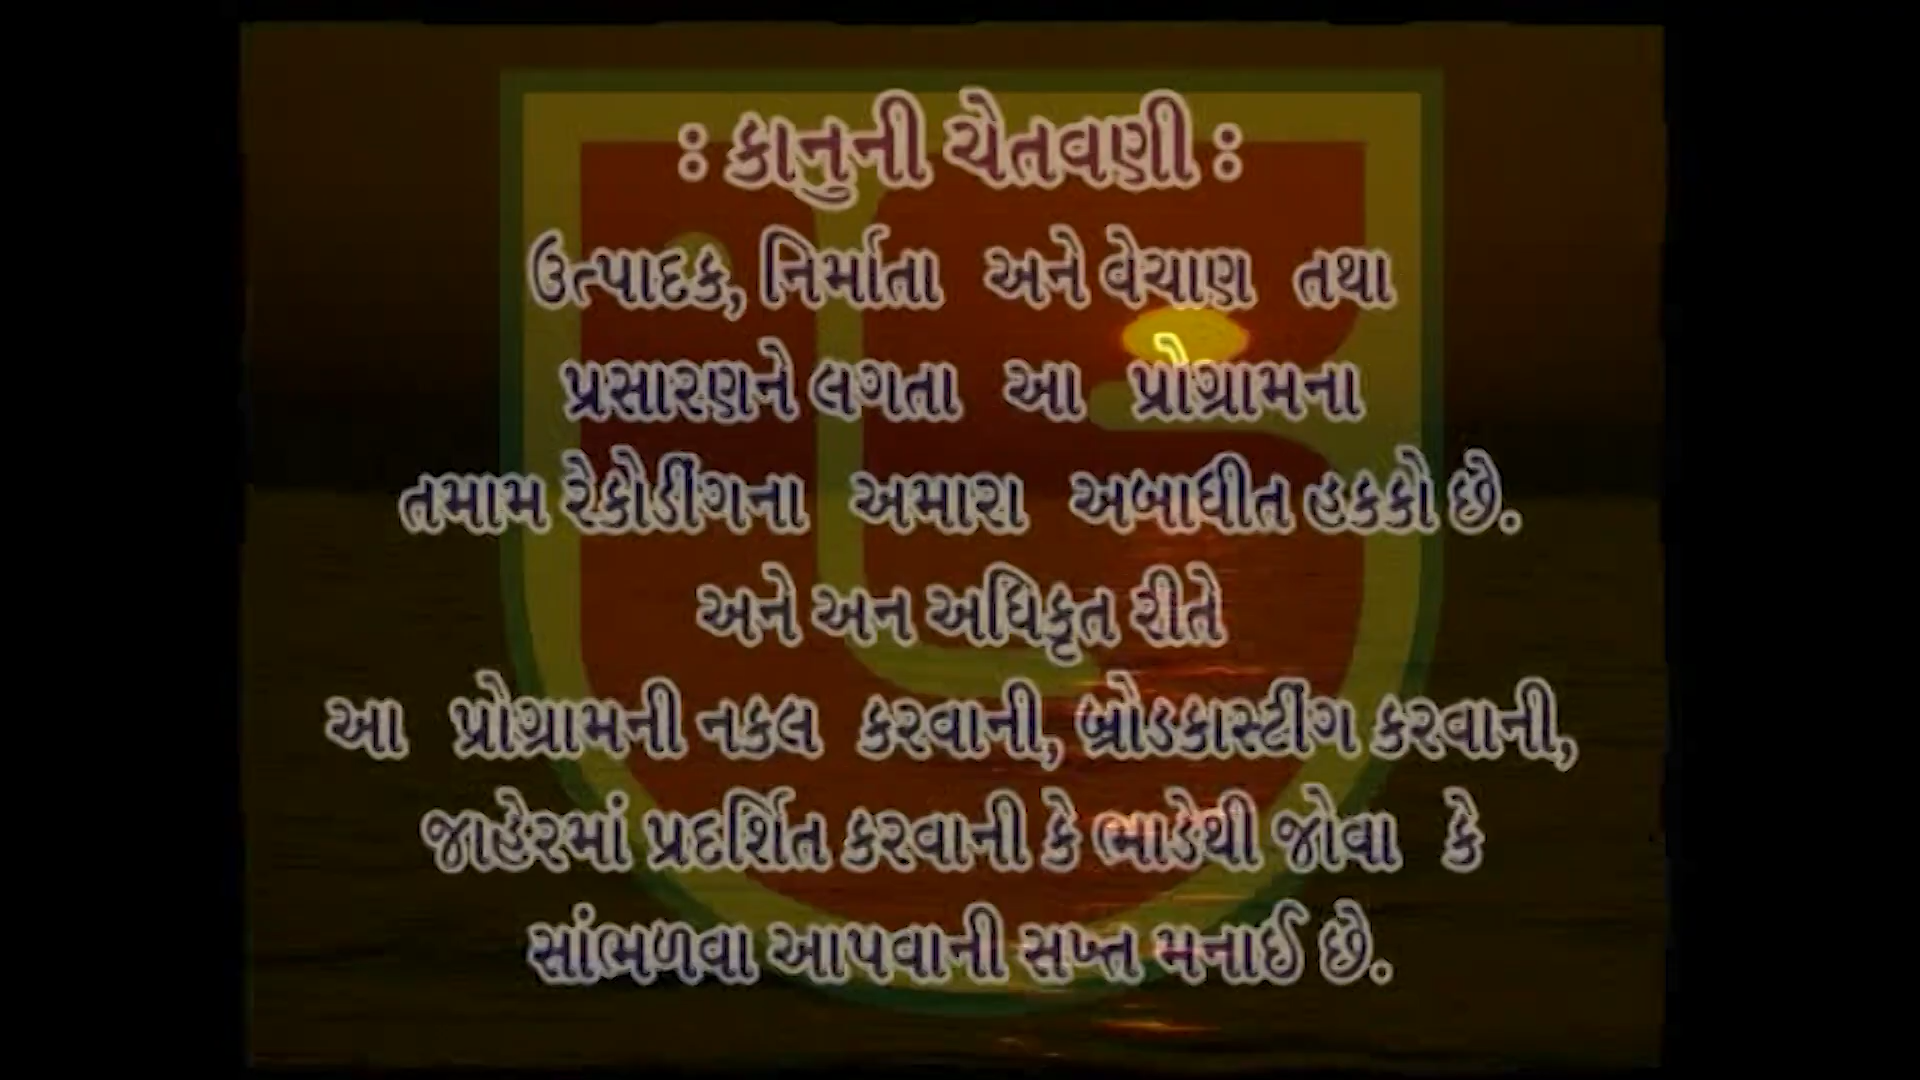 : કાનુની ચેતવણી :
ઉત્પાદક, નિર્માતા અને વેચાણ તથા
પ્રસારણને લગતા આ પ્રોગ્રામના
તમામ રેકોર્ડીંગના અમારા અબાધીત હકકો છે.
અને અન અધિકૃત રીતે
આ પ્રોગ્રામની નકલ કરવાની, બ્રોડકાસ્ટીંગ કરવાની,
જાહેરમાં પ્રદર્શિત કરવાની કે ભાડેથી જોવા કે
સાંભળવા આપવાની સખ્ત મનાઈ છે.